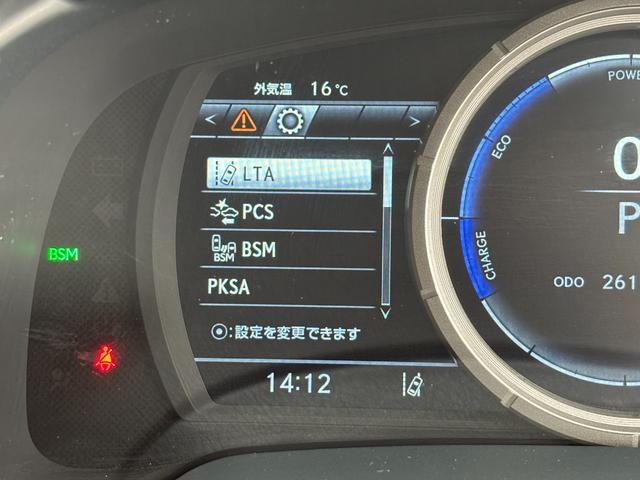 外気温 16℃
< >
LTA
PCS
BSM BSM
PKSA
⦿:設定を変更できます
14:12
BSM
ECO
CHARGE
P
ODO 261